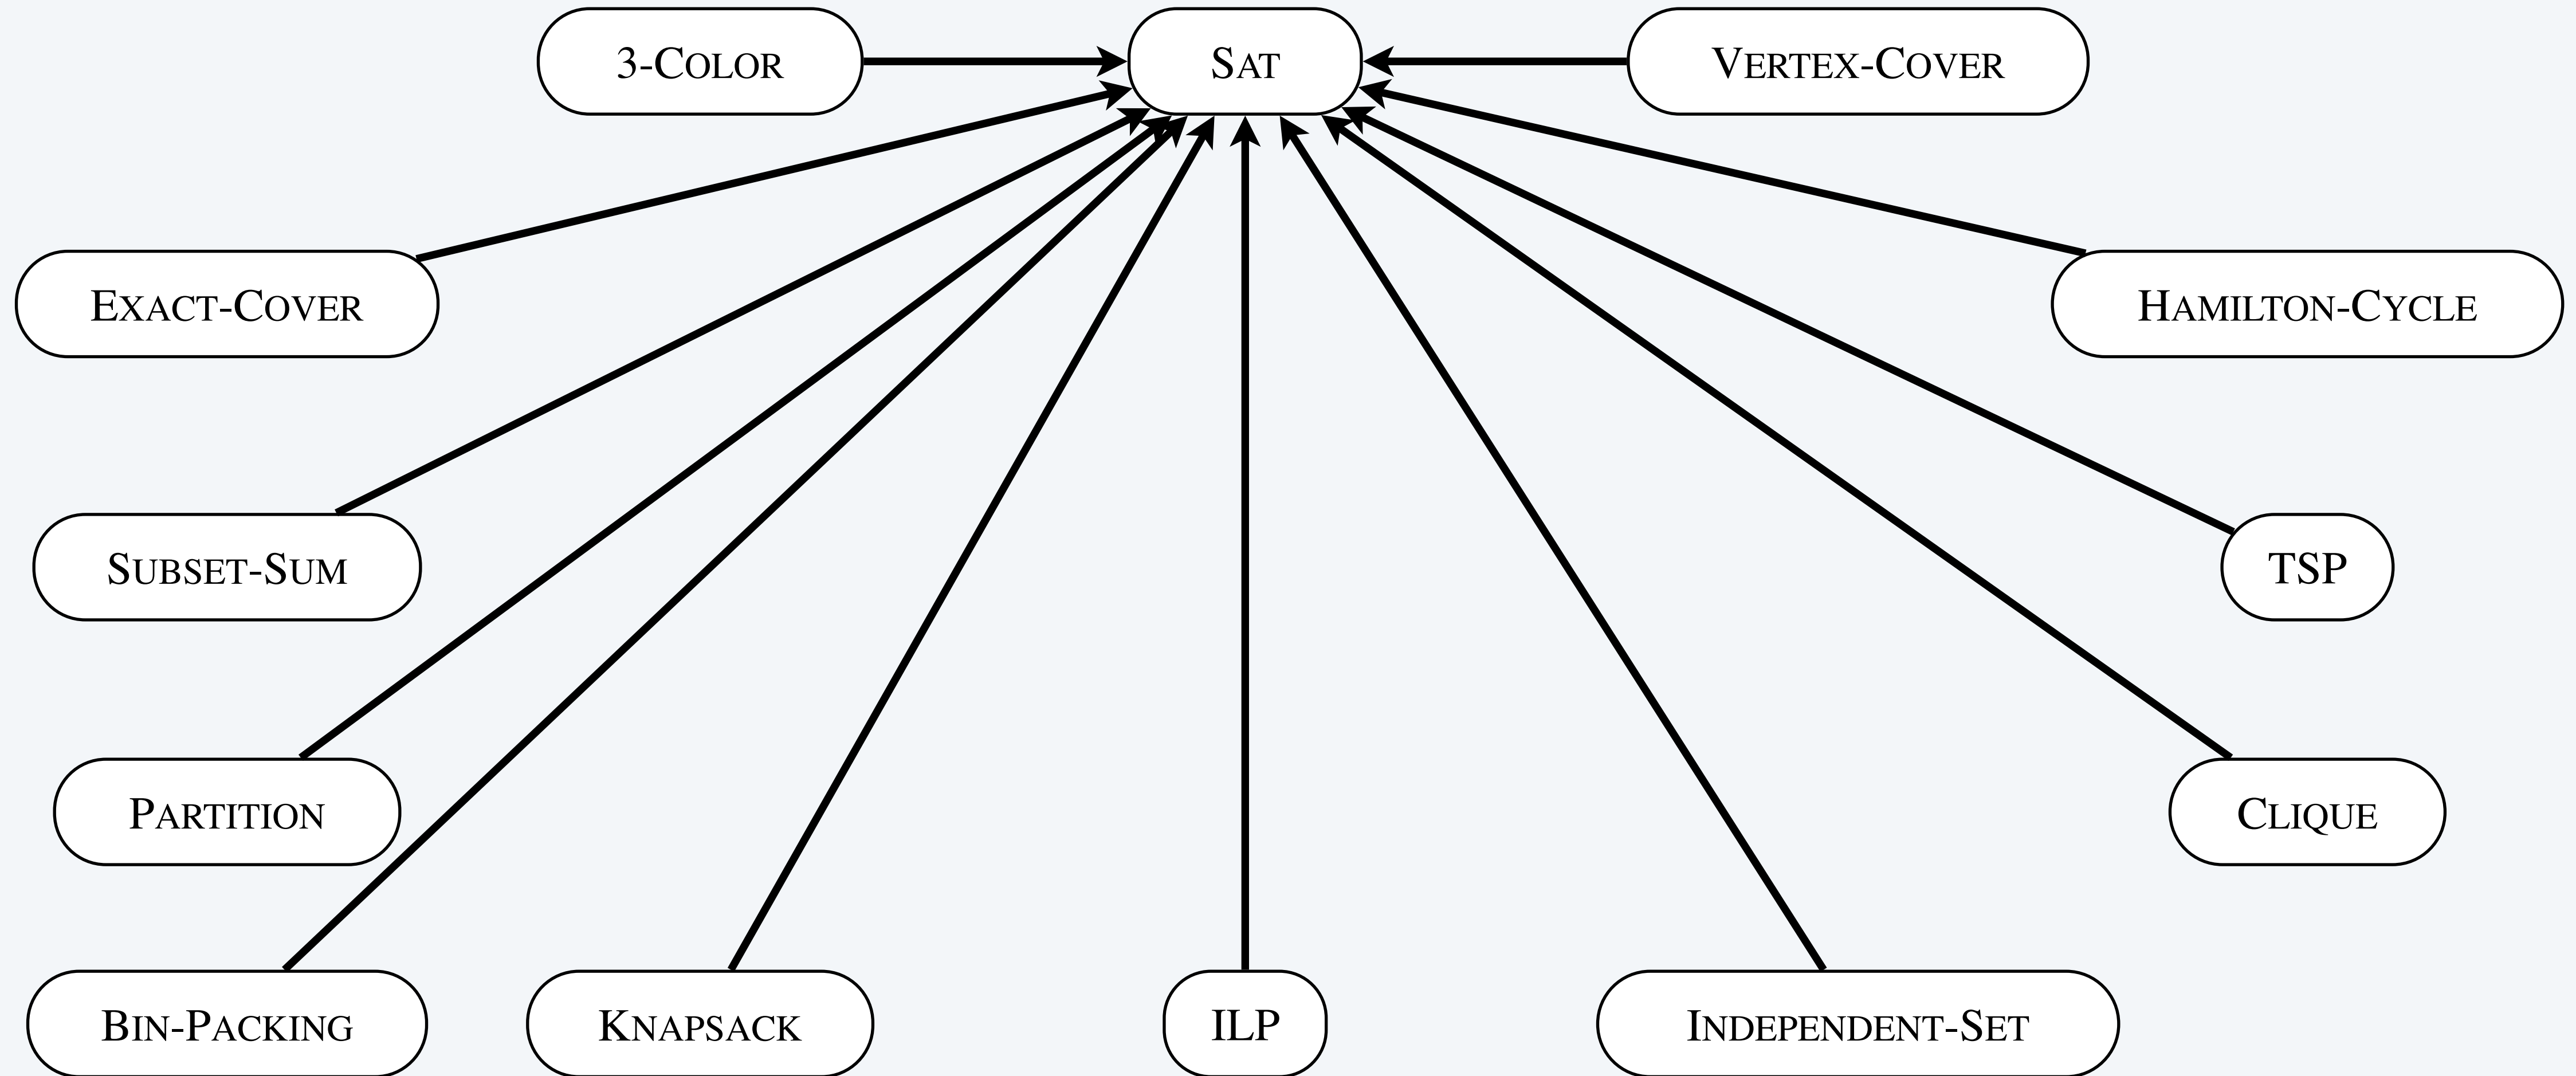 3-COLOR
SAT
VERTEX-COVER
EXACT-COVER
HAMILTON-CYCLE
SUBSET-SUM
TSP
PARTITION
CLIQUE
BIN-PACKING
KNAPSACK
ILP
INDEPENDENT-SET